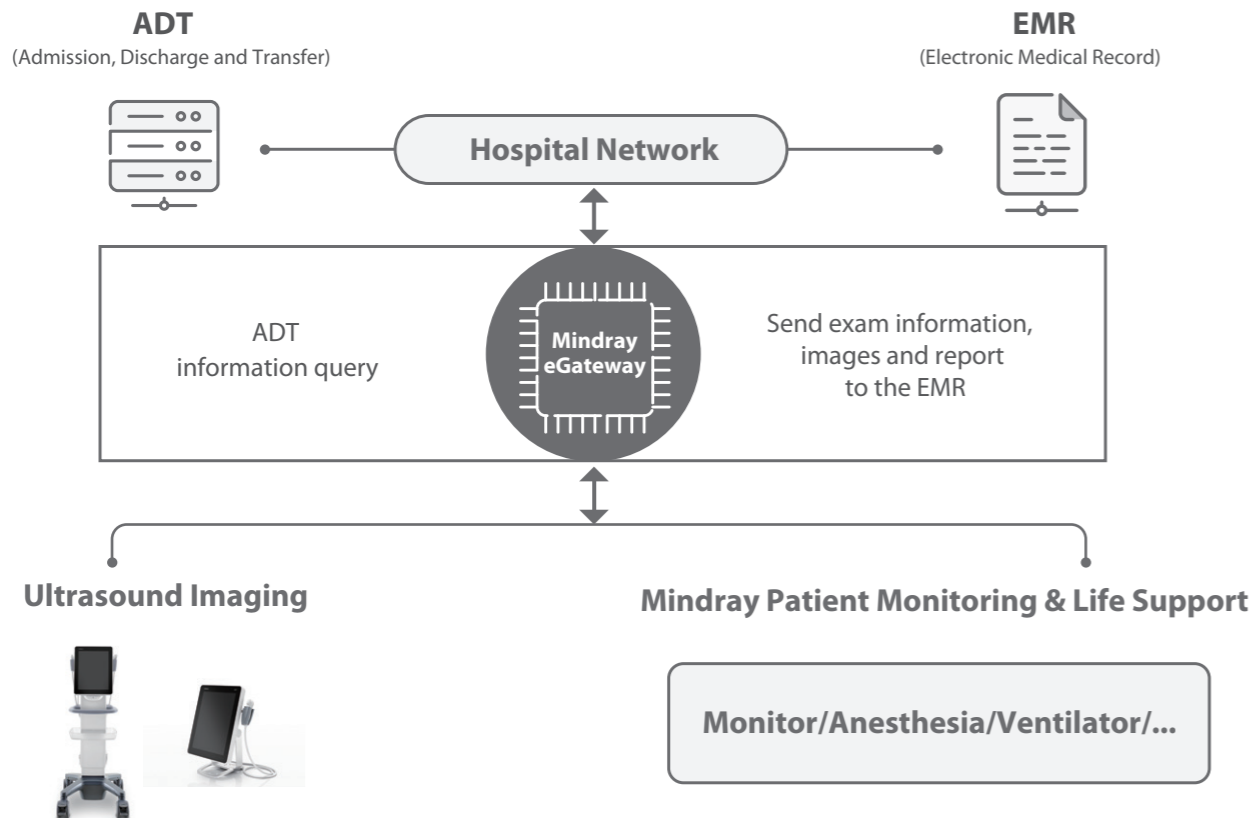 ADT
(Admission, Discharge and Transfer)
EMR
(Electronic Medical Record)
Hospital Network
ADT
information query
Mindray
eGateway
Send exam information,
images and report
to the EMR
Ultrasound Imaging
Mindray Patient Monitoring & Life Support
Monitor/Anesthesia/Ventilator/...